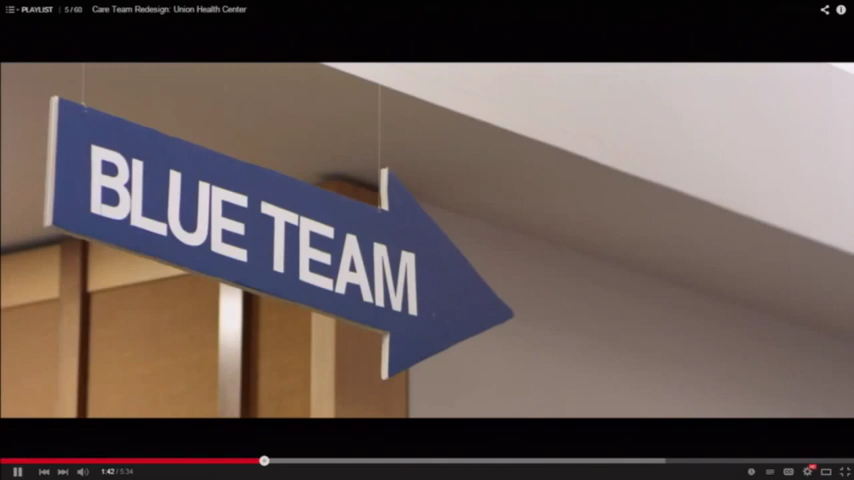 PLAYLIST | 5 / 60 Care Team Redesign: Union Health Center
BLUE TEAM
1:42 / 5:34